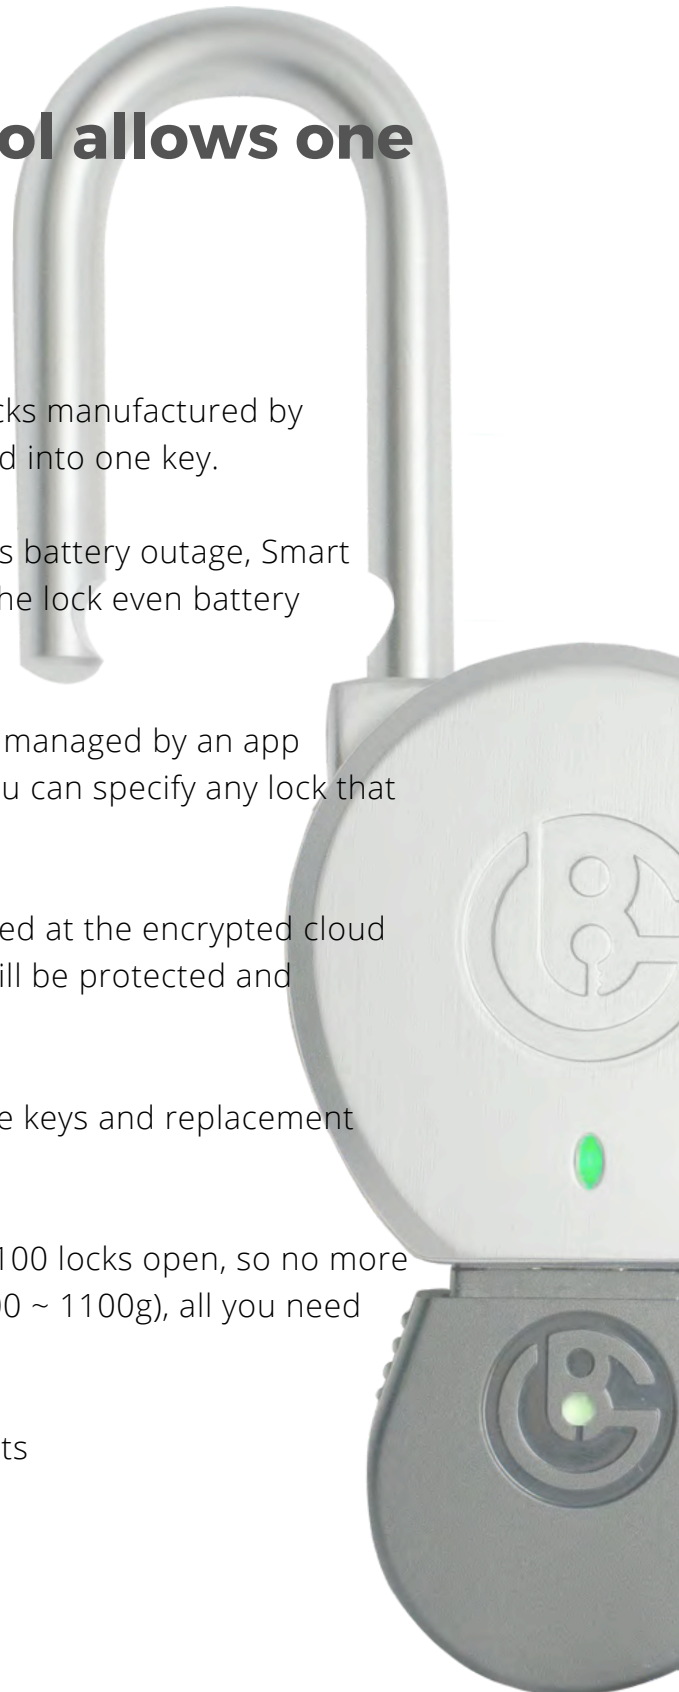 ol allows one
cks manufactured by
d into one key.
s battery outage, Smart
he lock even battery
managed by an app
u can specify any lock that
ed at the encrypted cloud
ill be protected and
e keys and replacement
100 locks open, so no more
00 ~ 1100g), all you need
ts